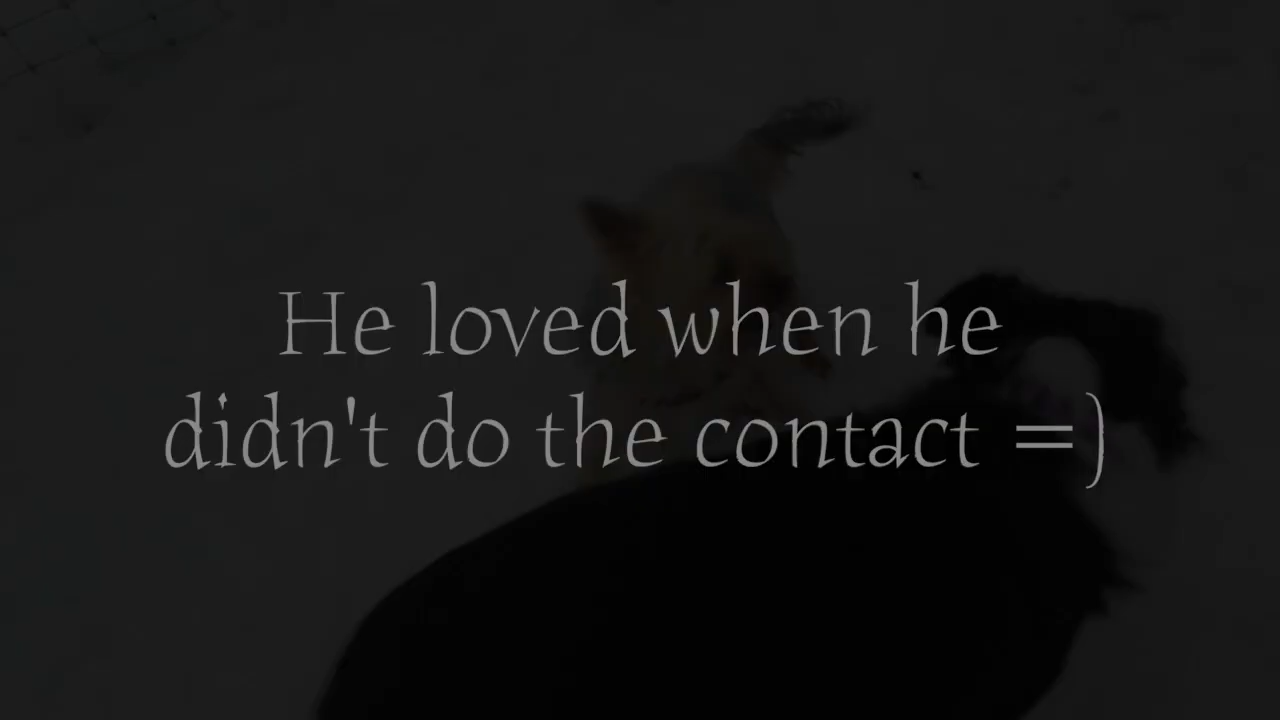 He loved when he
didn't do the contact =)